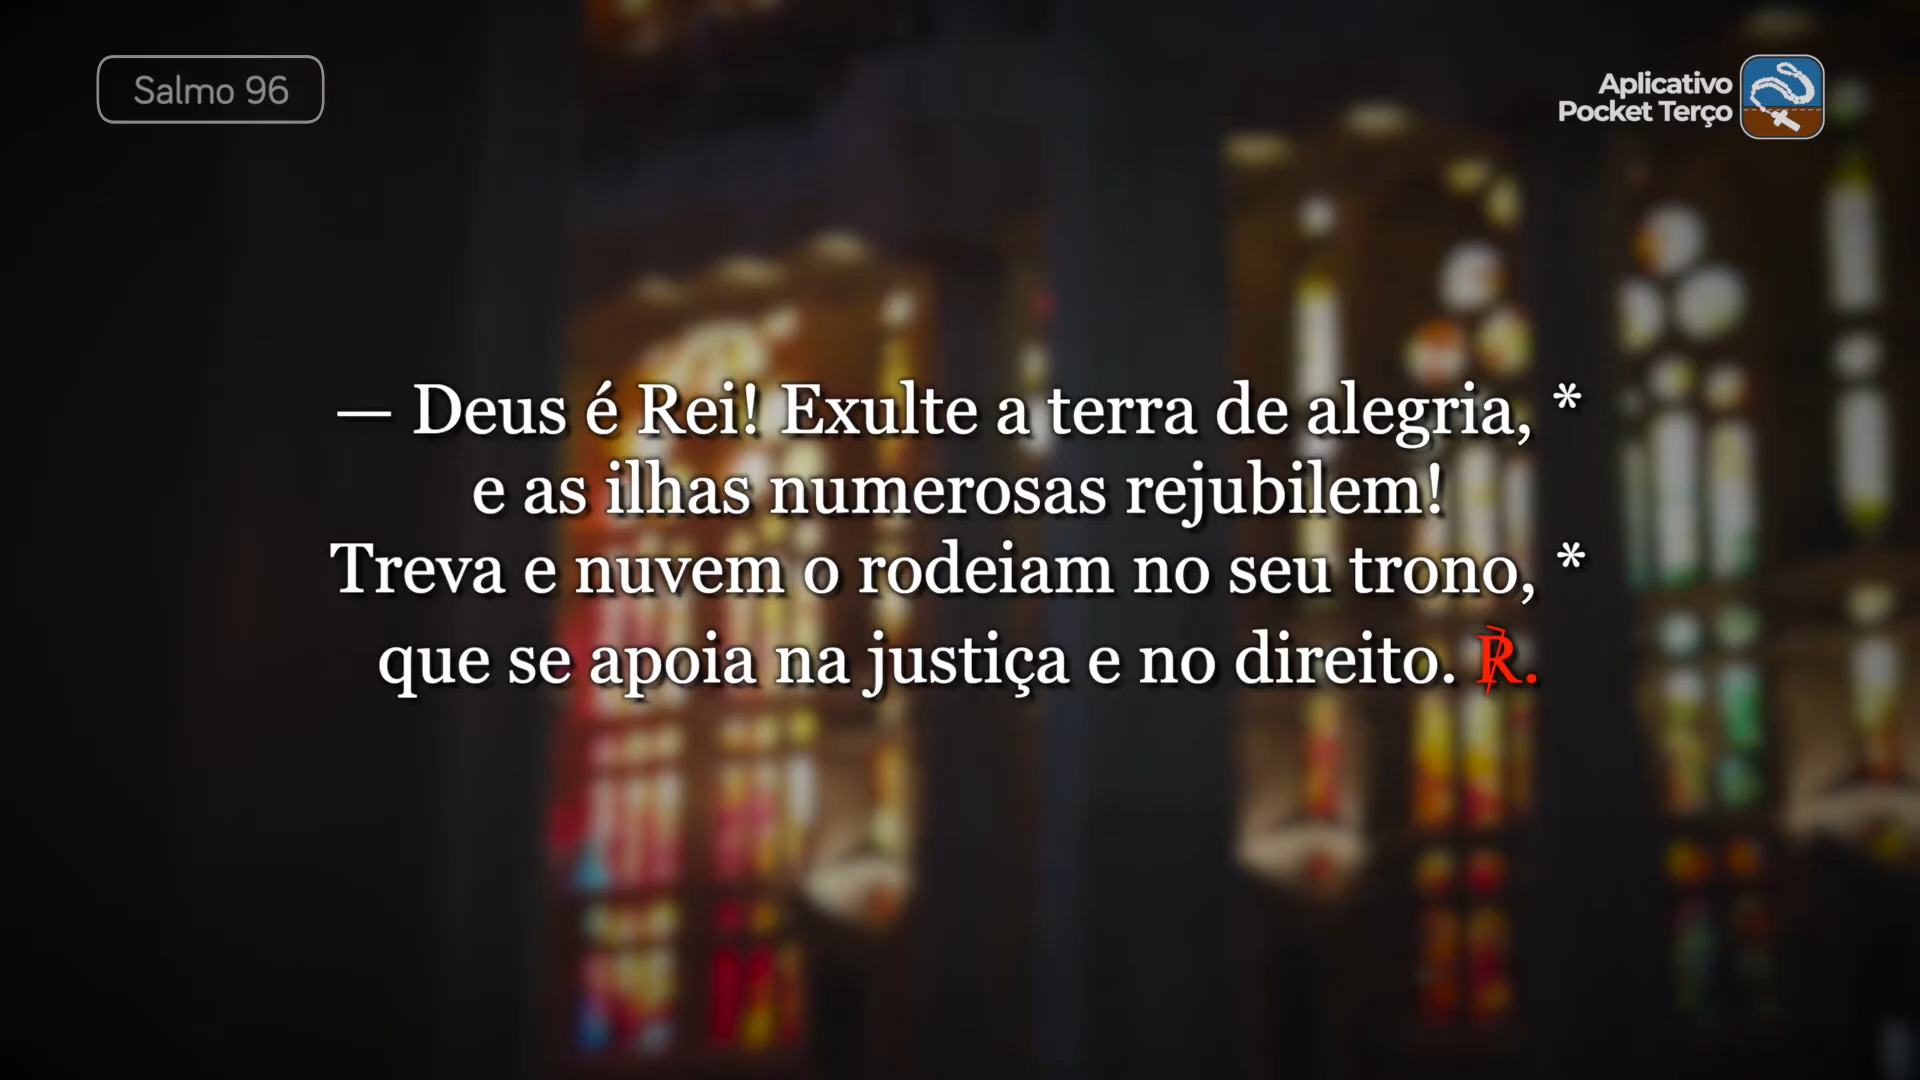 Salmo 96
Aplicativo
Pocket Terço
— Deus é Rei! Exulte a terra de alegria, *
e as ilhas numerosas rejubilem!
Treva e nuvem o rodeiam no seu trono, *
que se apoia na justiça e no direito. ℟.